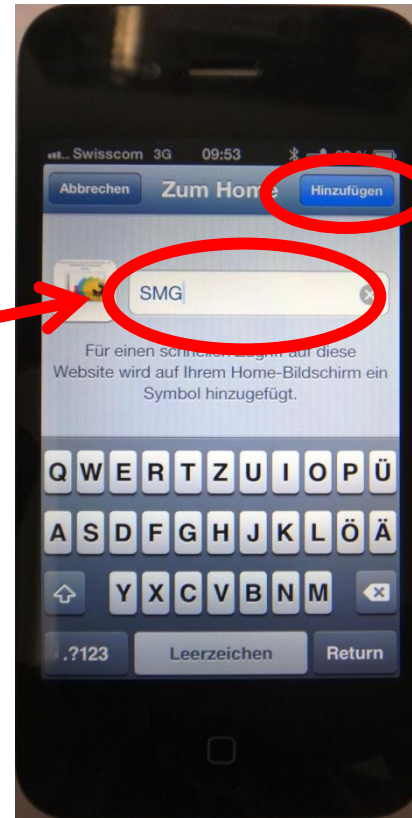 Swisscom 3G 09:53
Abbrechen Zum Home Hinzufügen
SMG
Für einen schnellen Zugriff auf diese
Website wird auf Ihrem Home-Bildschirm ein
Symbol hinzugefügt.
Q W E R T Z U I O P Ü
A S D F G H J K L Ö Ä
Y X C V B N M
.?123 Leerzeichen Return